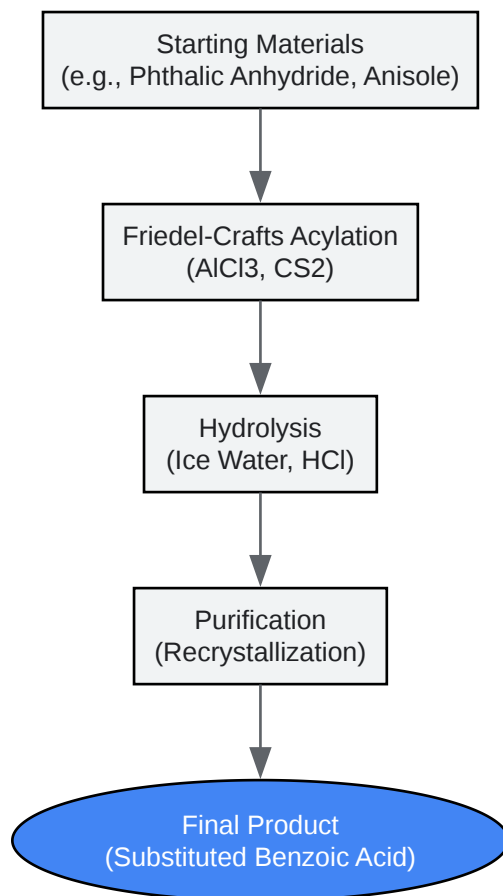 Starting Materials
(e.g., Phthalic Anhydride, Anisole)
Friedel-Crafts Acylation
(AlCl3, CS2)
Hydrolysis
(Ice Water, HCl)
Purification
(Recrystallization)
Final Product
(Substituted Benzoic Acid)